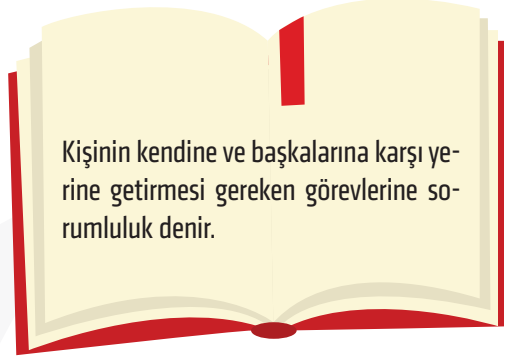 Kişinin kendine ve başkalarına karşı ye-
rine getirmesi gereken görevlerine so-
rumluluk denir.